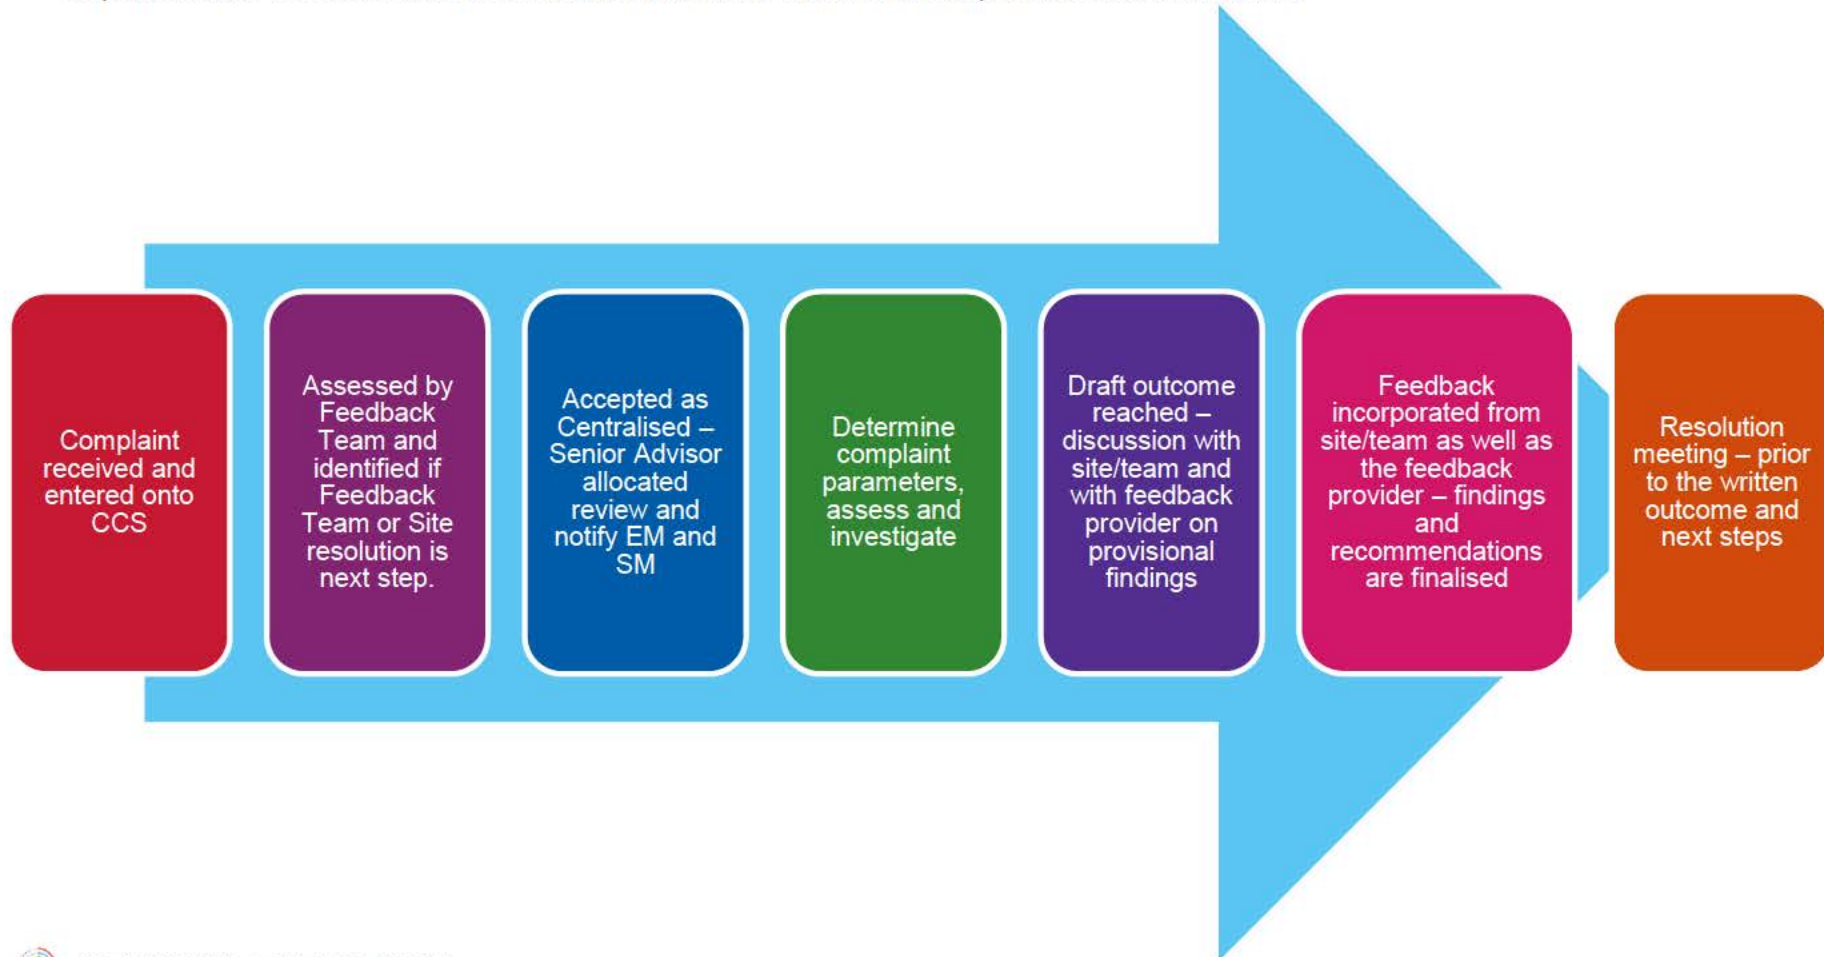 Complaint
received and
entered onto
CCS
Assessed by
Feedback
Team and
identified if
Feedback
Team or Site
resolution is
next step.
Accepted as
Centralised –
Senior Advisor
allocated
review and
notify EM and
SM
Determine
complaint
parameters,
assess and
investigate
Draft outcome
reached –
discussion with
site/team and
with feedback
provider on
provisional
findings
Feedback
incorporated from
site/team as well as
the feedback
provider – findings
and
recommendations
are finalised
Resolution
meeting – prior
to the written
outcome and
next steps